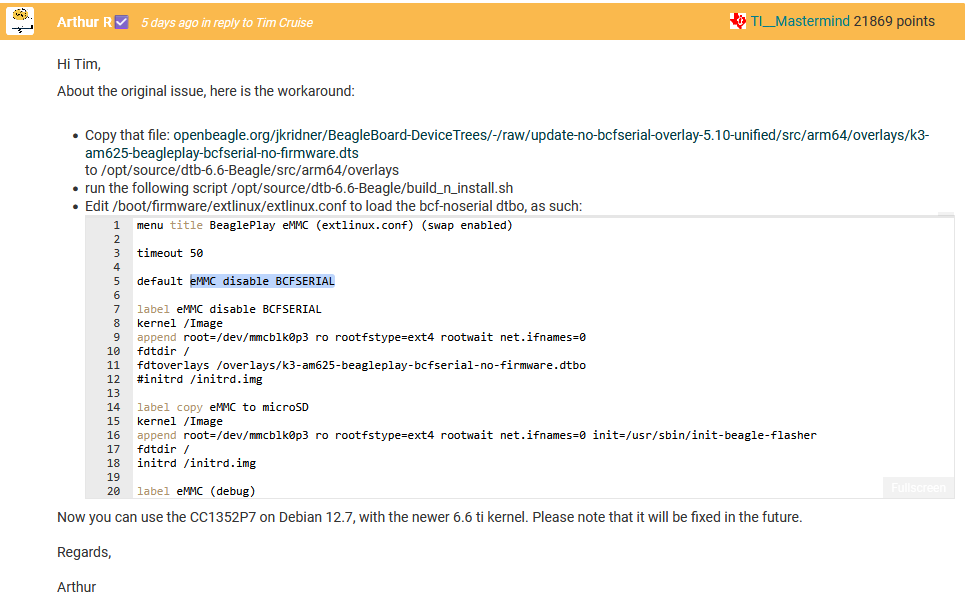 Arthur R 5 days ago in reply to Tim Cruise TI__Mastermind 21869 points
Hi Tim,
About the original issue, here is the workaround:
Copy that file: openbeagle.org/jkridner/BeagleBoard-DeviceTrees/-/raw/update-no-bcfserial-overlay-5.10-unified/src/arm64/overlays/k3-
am625-beagleplay-bcfserial-no-firmware.dts
to /opt/source/dtb-6.6-Beagle/src/arm64/overlays
run the following script /opt/source/dtb-6.6-Beagle/build_n_install.sh
Edit /boot/firmware/extlinux/extlinux.conf to load the bcf-noserial dtbo, as such:
1 menu title BeaglePlay eMMC (extlinux.conf) (swap enabled)
2
3 timeout 50
4
5 default eMMC disable BCFSERIAL
6
7 label eMMC disable BCFSERIAL
8 kernel /Image
9 append root=/dev/mmcblk0p3 ro rootfstype=ext4 rootwait net.ifnames=0
10 fdtdir /
11 fdtoverlays /overlays/k3-am625-beagleplay-bcfserial-no-firmware.dtbo
12 #initrd /initrd.img
13
14 label copy eMMC to microSD
15 kernel /Image
16 append root=/dev/mmcblk0p3 ro rootfstype=ext4 rootwait net.ifnames=0 init=/usr/sbin/init-beagle-flasher
17 fdtdir /
18 initrd /initrd.img
19
20 label eMMC (debug)
Fullscreen
Now you can use the CC1352P7 on Debian 12.7, with the newer 6.6 ti kernel. Please note that it will be fixed in the future.
Regards,
Arthur